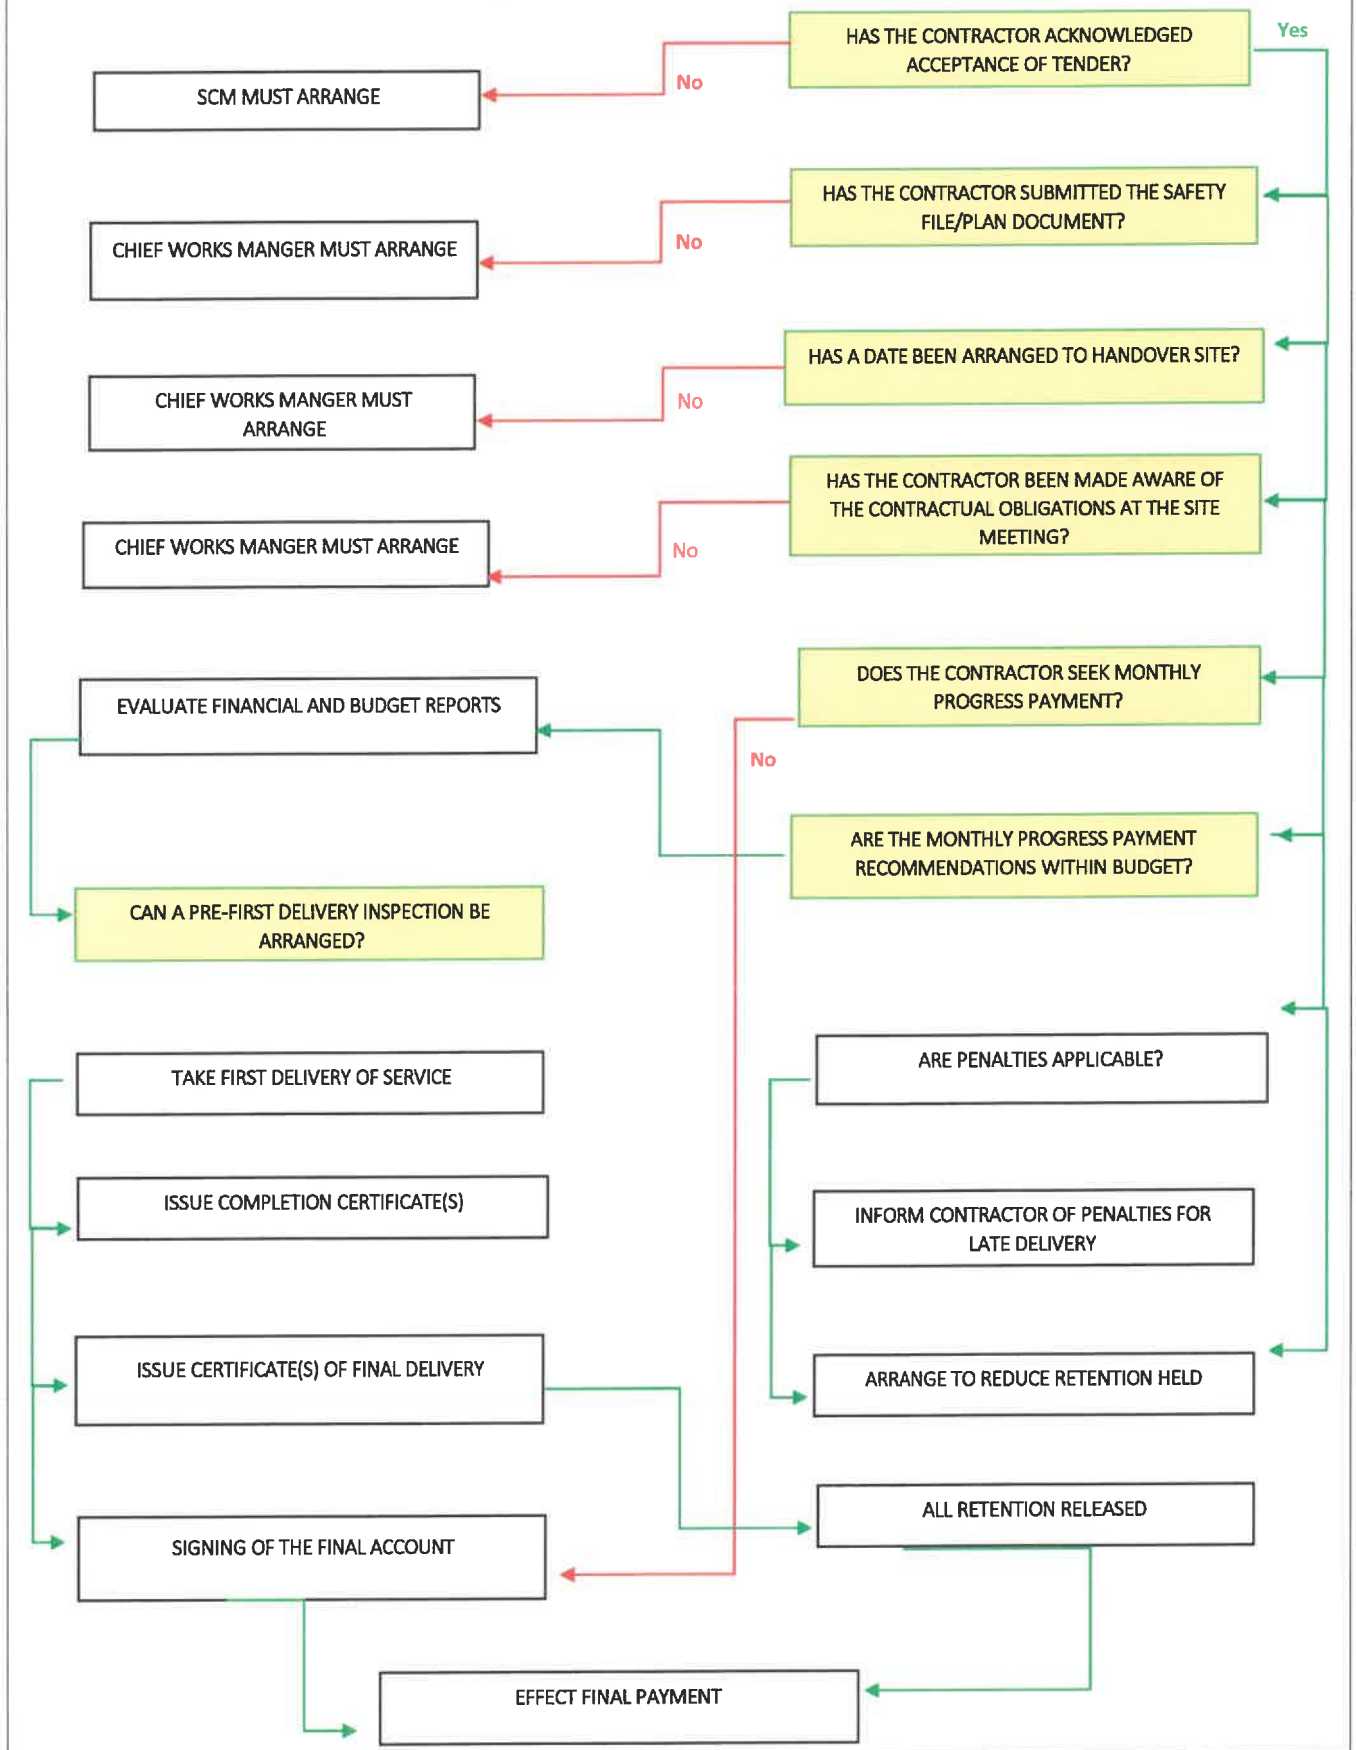 HAS THE CONTRACTOR ACKNOWLEDGED
ACCEPTANCE OF TENDER?
Yes
No
SCM MUST ARRANGE
HAS THE CONTRACTOR SUBMITTED THE SAFETY
FILE/PLAN DOCUMENT?
No
CHIEF WORKS MANGER MUST ARRANGE
HAS A DATE BEEN ARRANGED TO HANDOVER SITE?
No
CHIEF WORKS MANGER MUST
ARRANGE
HAS THE CONTRACTOR BEEN MADE AWARE OF
THE CONTRACTUAL OBLIGATIONS AT THE SITE
MEETING?
No
CHIEF WORKS MANGER MUST ARRANGE
DOES THE CONTRACTOR SEEK MONTHLY
PROGRESS PAYMENT?
No
EVALUATE FINANCIAL AND BUDGET REPORTS
ARE THE MONTHLY PROGRESS PAYMENT
RECOMMENDATIONS WITHIN BUDGET?
CAN A PRE-FIRST DELIVERY INSPECTION BE
ARRANGED?
ARE PENALTIES APPLICABLE?
TAKE FIRST DELIVERY OF SERVICE
ISSUE COMPLETION CERTIFICATE(S)
INFORM CONTRACTOR OF PENALTIES FOR
LATE DELIVERY
ISSUE CERTIFICATE(S) OF FINAL DELIVERY
ARRANGE TO REDUCE RETENTION HELD
ALL RETENTION RELEASED
SIGNING OF THE FINAL ACCOUNT
EFFECT FINAL PAYMENT